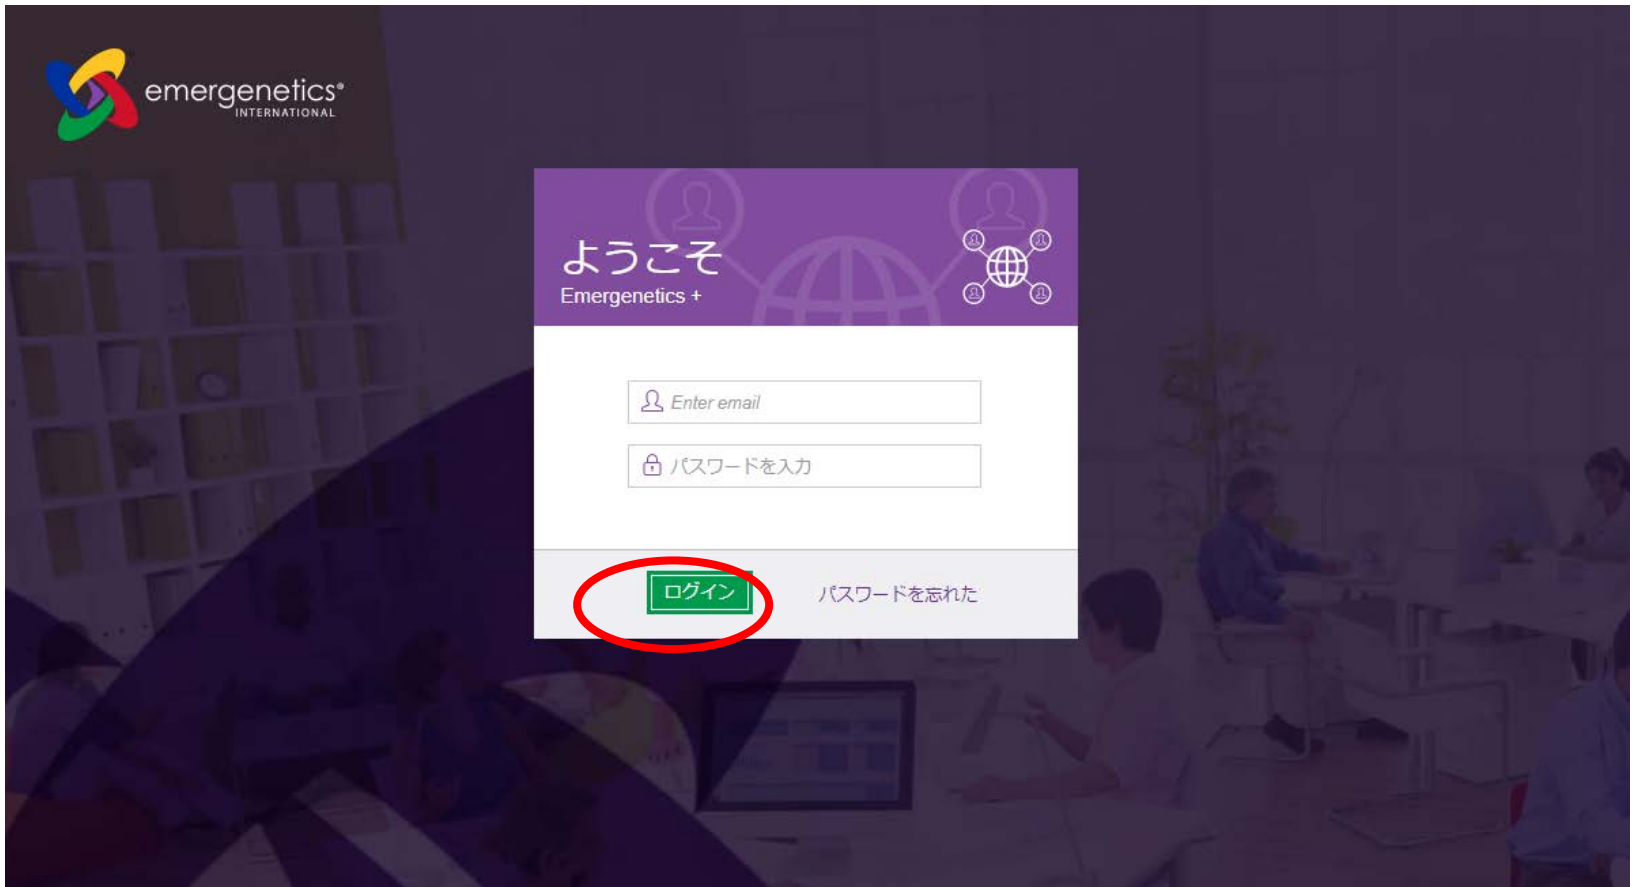 emergenetics®
INTERNATIONAL
ようこそ
Emergenetics +
Enter email
パスワードを入力
ログイン
パスワードを忘れた